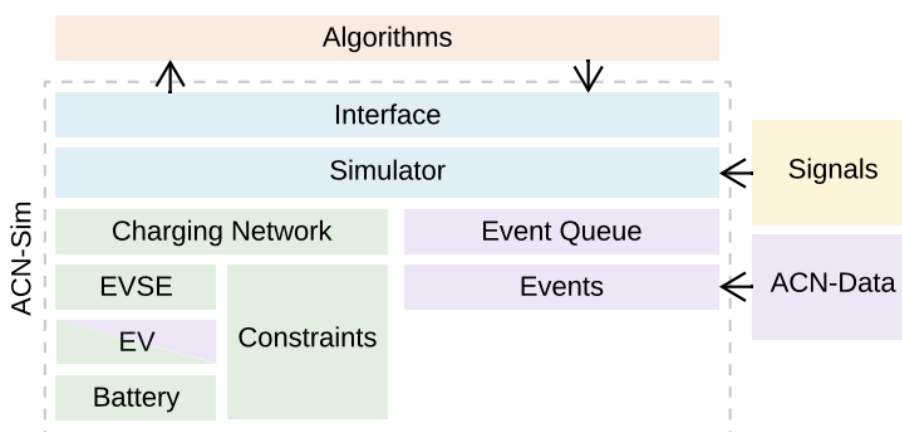 Algorithms
Interface
Simulator
Signals
ACN-Sim
Charging Network
Event Queue
EVSE
Events
ACN-Data
EV
Constraints
Battery